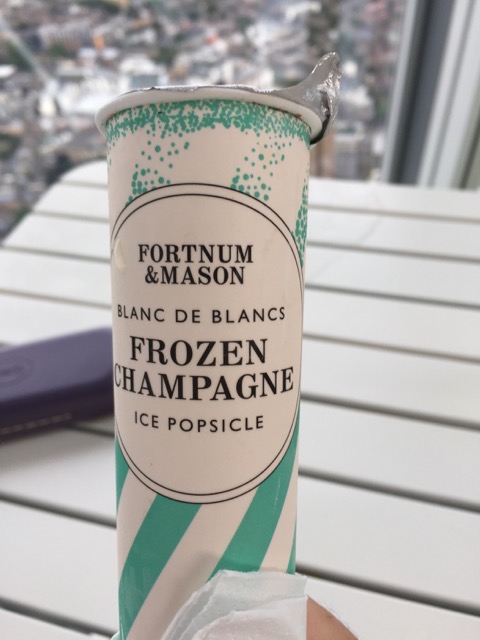 FORTNUM
&MASON
BLANC DE BLANCS
FROZEN
CHAMPAGNE
ICE POPSICLE